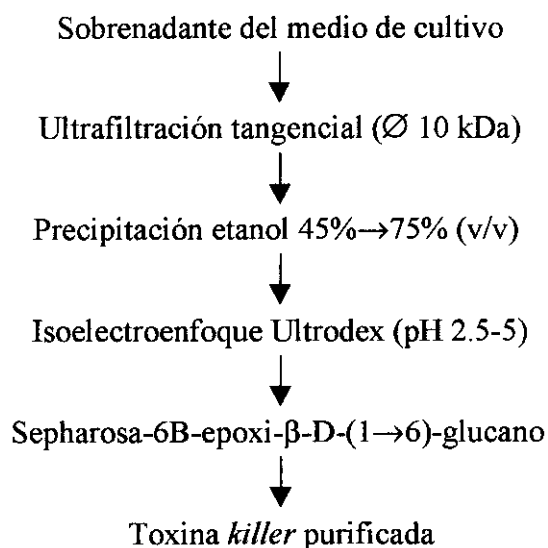 Sobrenadante del medio de cultivo
Ultrafiltración tangencial (Ø 10 kDa)
Precipitación etanol 45%→75% (v/v)
Isoelectroenfoque Ultrodex (pH 2.5-5)
Sepharosa-6B-epoxi-β-D-(1→6)-glucano
Toxina killer purificada